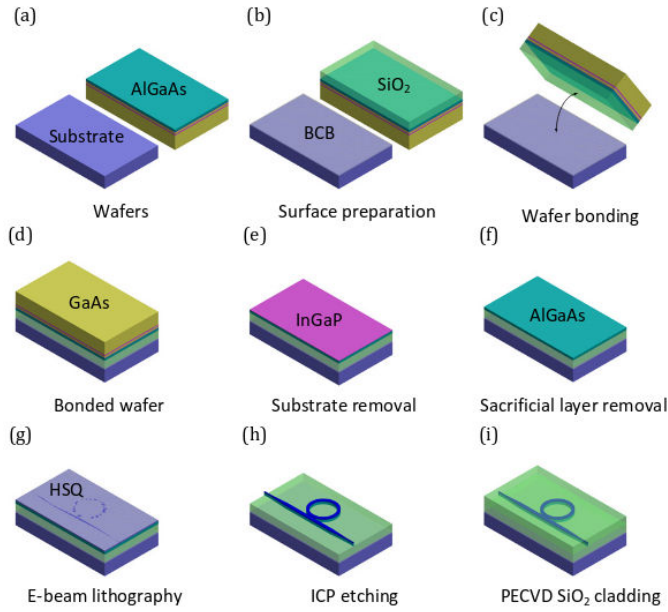 (a)
(b)
(c)
AlGaAs
Substrate
SiO₂
BCB
Wafers
Surface preparation
Wafer bonding
(d)
(e)
(f)
GaAs
InGaP
AlGaAs
Bonded wafer
Substrate removal
Sacrificial layer removal
(g)
(h)
(i)
HSQ
E-beam lithography
ICP etching
PECVD SiO₂ cladding